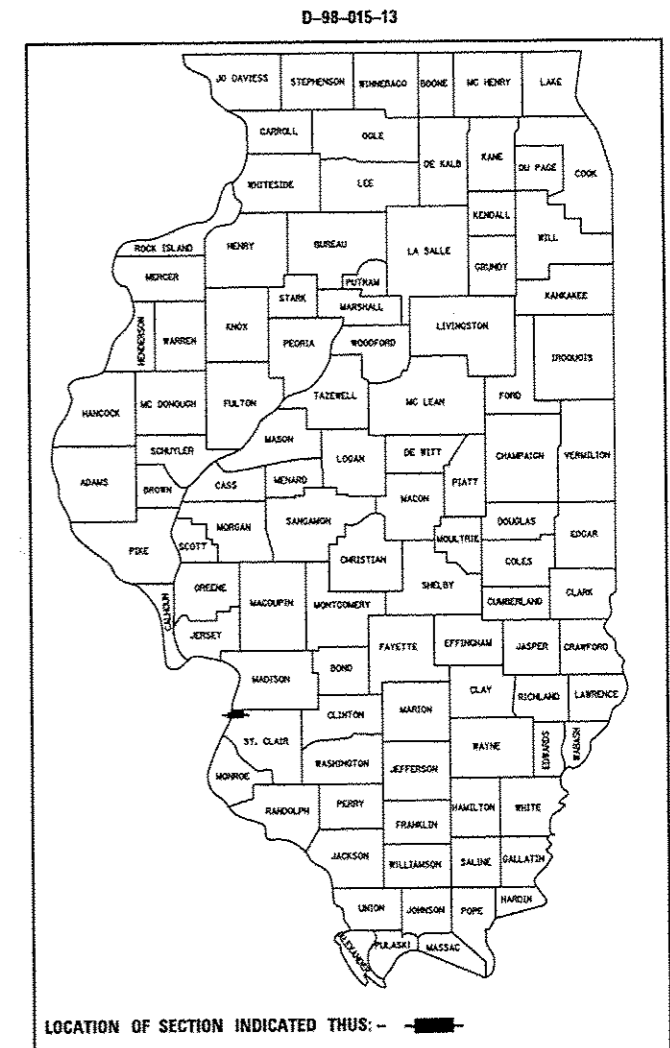 D-98-015-13
JO DAVIESS STEPHENSON WINNEBAGO BOONE MC HENRY LAKE
CARROLL OGLE
DE KALB KANE DU PAGE COOK
WHITESIDE LEE
KENDALL
ROCK ISLAND HENRY BUREAU LA SALLE GRUNDY WILL
MERCER PUTNAM
STARK MARSHALL KANKAKEE
HENDERSON WARREN KNOX PEORIA WOODFORD LIVINGSTON IROQUOIS
HANCOCK MC DONOUGH FULTON TAZEWELL MC LEAN FORD
MASON
SCHUYLER LOGAN DE WITT CHAMPAIGN VERMILION
ADAMS BROWN CASS MENARD MACON PIATT
PIKE SCOTT MORGAN SANGAMON MOULTRIE DOUGLAS EDGAR
CHRISTIAN COLES
CALHOUN GREENE MACOUPIN MONTGOMERY SHELBY CUMBERLAND CLARK
JERSEY FAYETTE EFFINGHAM JASPER CRAWFORD
MADISON BOND CLAY RICHLAND LAWRENCE
CLINTON MARION
ST. CLAIR WAYNE EDWARDS WABASH
MONROE WASHINGTON JEFFERSON
RANDOLPH PERRY HAMILTON WHITE
FRANKLIN
JACKSON WILLIAMSON SALINE GALLATIN
UNION JOHNSON POPE HARDIN
ALEXANDER PULASKI MASSAC
LOCATION OF SECTION INDICATED THUS: -